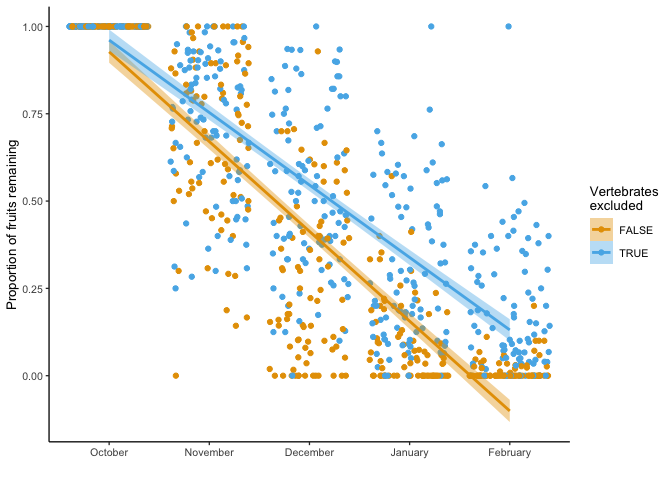 1.00
0.75
0.50
0.25
0.00
Proportion of fruits remaining
October November December January February
Vertebrates
excluded
FALSE
TRUE